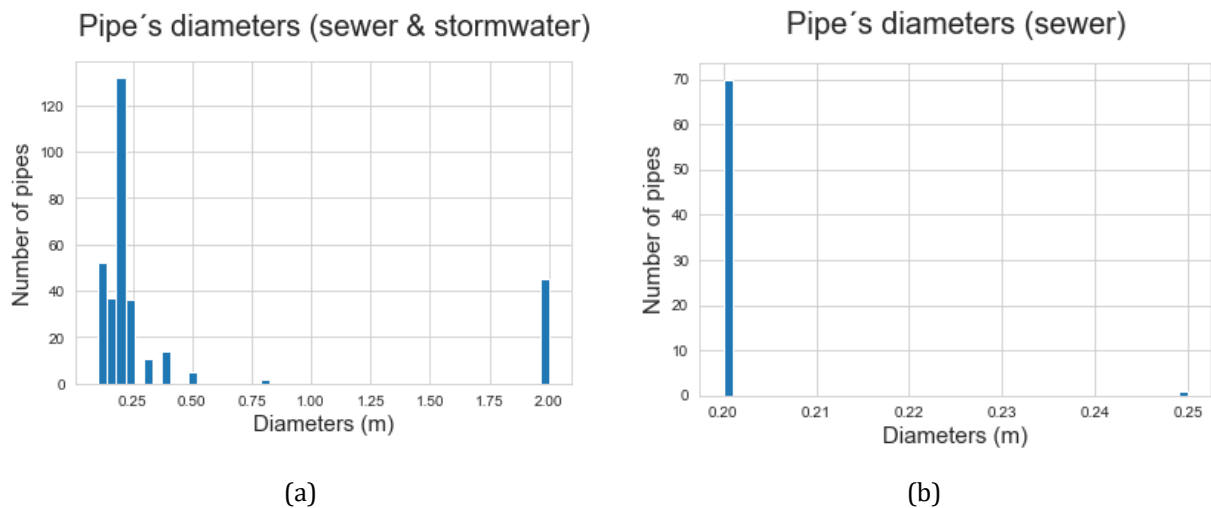 Pipe´s diameters (sewer & stormwater)
Number of pipes
120
100
80
60
40
20
0
0.25 0.50 0.75 1.00 1.25 1.50 1.75 2.00
Diameters (m)
(a)
Pipe´s diameters (sewer)
Number of pipes
70
60
50
40
30
20
10
0
0.20 0.21 0.22 0.23 0.24 0.25
Diameters (m)
(b)